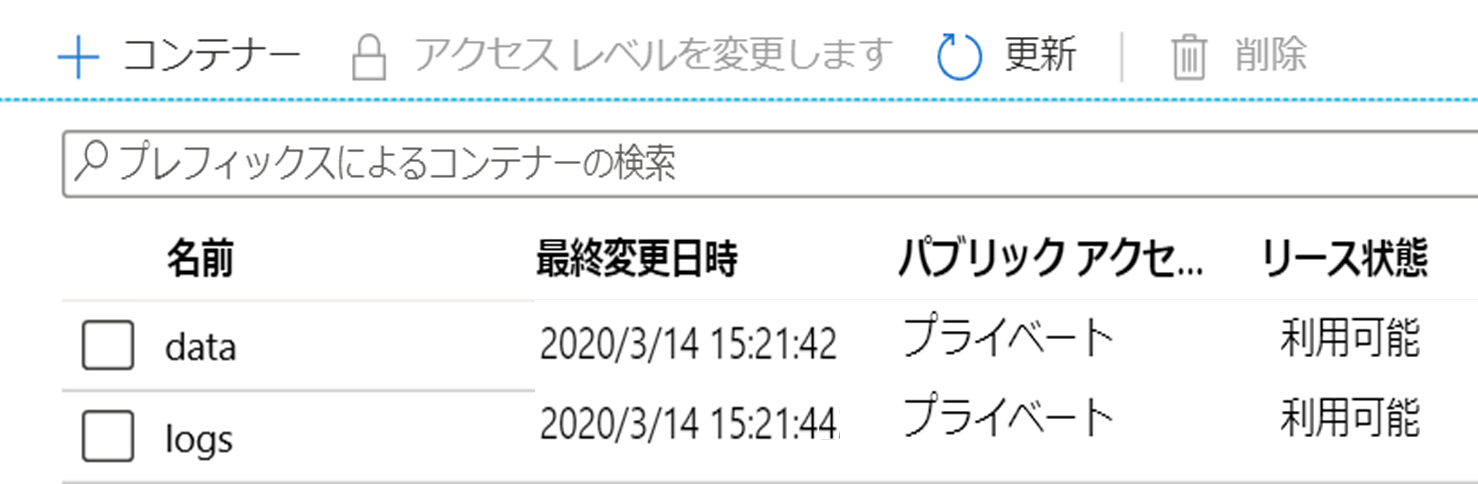 コンテナー アクセス レベルを変更します 更新 削除
プレフィックスによるコンテナーの検索
名前 最終変更日時 パブリック アクセ... リース状態
data 2020/3/14 15:21:42 プライベート 利用可能
logs 2020/3/14 15:21:44 プライベート 利用可能